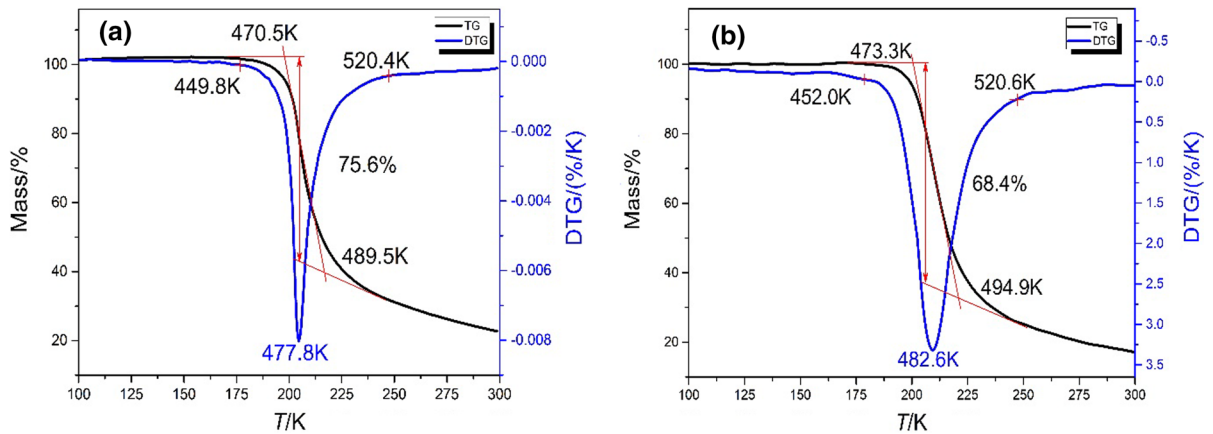 (a)
TG
DTG
470.5K
520.4K
449.8K
75.6%
489.5K
477.8K
100
80
60
40
20
Mass/%
0.000
-0.002
-0.004
-0.006
-0.008
DTG/(%/K)
100 125 150 175 200 225 250 275 300
T/K
(b)
TG
DTG
473.3K
520.6K
452.0K
68.4%
494.9K
482.6K
100
80
60
40
20
Mass/%
-0.5
0.0
0.5
1.0
1.5
2.0
2.5
3.0
3.5
DTG/(%/K)
100 125 150 175 200 225 250 275 300
T/K